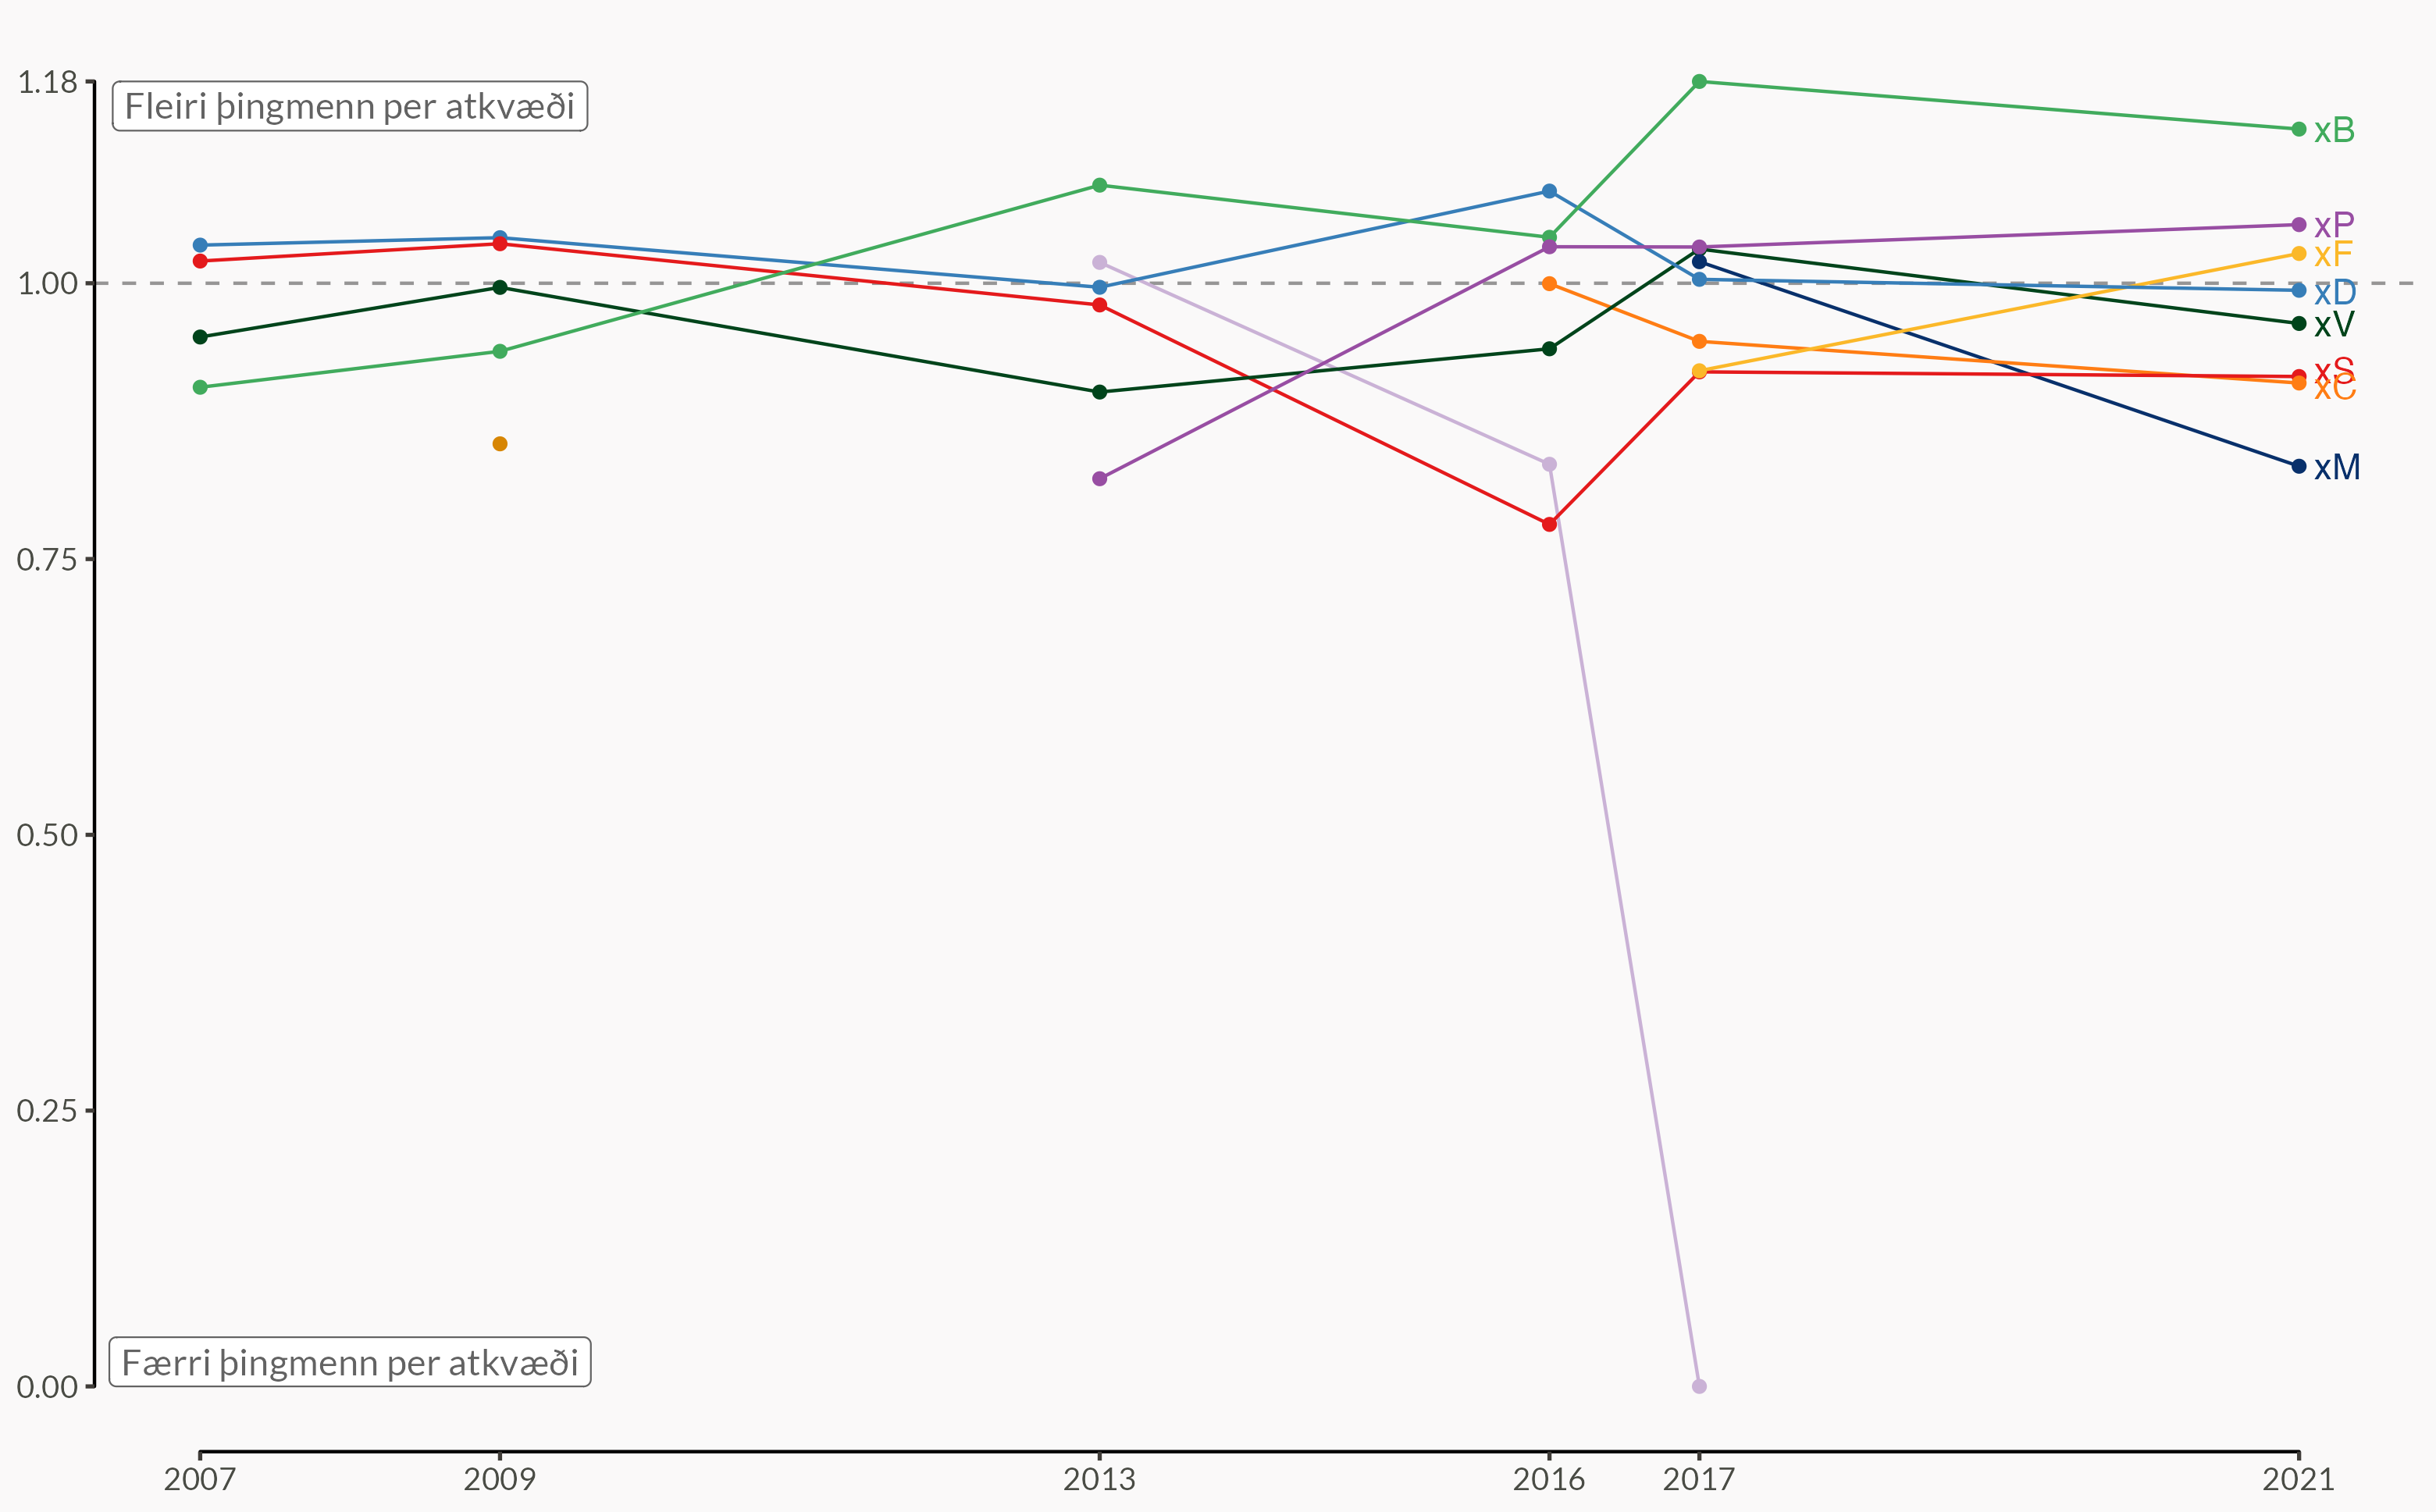 1.18
Fleiri þingmenn per atkvæði
xB
xP
xF
1.00
xD
xV
xS
xC
xM
0.75
0.50
0.25
Færri þingmenn per atkvæði
0.00
2007 2009 2013 2016 2017 2021